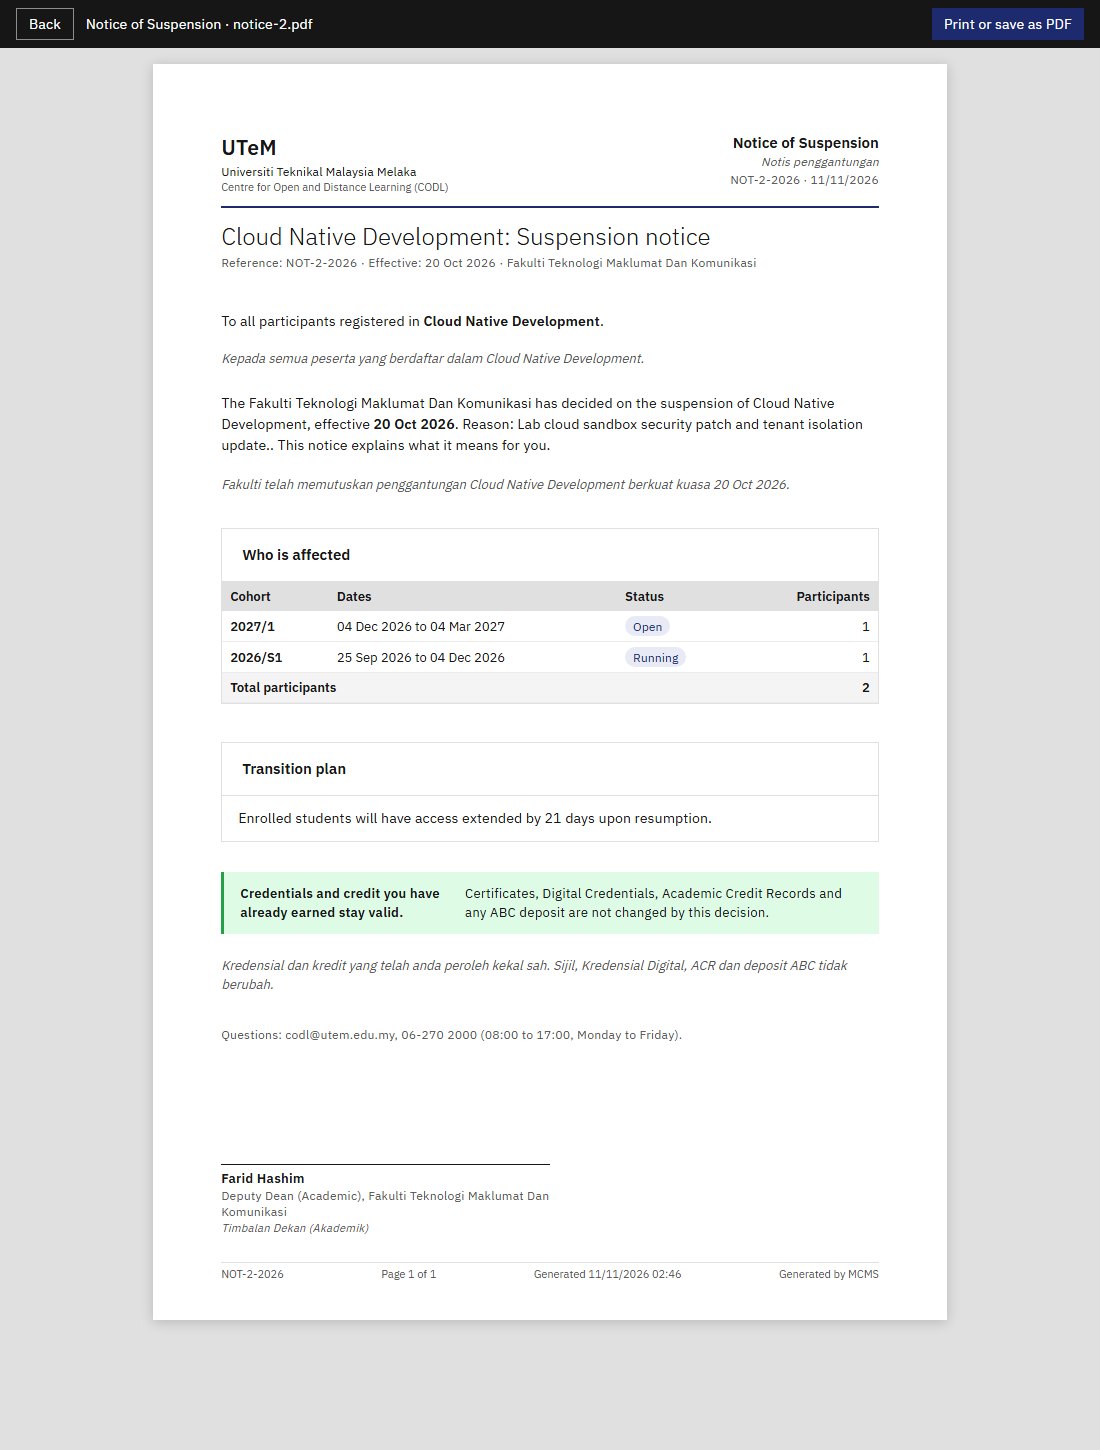 Back
Notice of Suspension · notice-2.pdf
Print or save as PDF
UTeM
Universiti Teknikal Malaysia Melaka
Centre for Open and Distance Learning (CODL)
Notice of Suspension
Notis penggantungan
NOT-2-2026 · 11/11/2026
Cloud Native Development: Suspension notice
Reference: NOT-2-2026 · Effective: 20 Oct 2026 · Fakulti Teknologi Maklumat Dan Komunikasi
To all participants registered in Cloud Native Development.
Kepada semua peserta yang berdaftar dalam Cloud Native Development.
The Fakulti Teknologi Maklumat Dan Komunikasi has decided on the suspension of Cloud Native
Development, effective 20 Oct 2026. Reason: Lab cloud sandbox security patch and tenant isolation
update.. This notice explains what it means for you.
Fakulti telah memutuskan penggantungan Cloud Native Development berkuat kuasa 20 Oct 2026.
Who is affected
Cohort Dates Status Participants
2027/1 04 Dec 2026 to 04 Mar 2027 Open 1
2026/S1 25 Sep 2026 to 04 Dec 2026 Running 1
Total participants 2
Transition plan
Enrolled students will have access extended by 21 days upon resumption.
Credentials and credit you have
already earned stay valid.
Certificates, Digital Credentials, Academic Credit Records and
any ABC deposit are not changed by this decision.
Kredensial dan kredit yang telah anda peroleh kekal sah. Sijil, Kredensial Digital, ACR dan deposit ABC tidak
berubah.
Questions: codl@utem.edu.my, 06-270 2000 (08:00 to 17:00, Monday to Friday).
Farid Hashim
Deputy Dean (Academic), Fakulti Teknologi Maklumat Dan
Komunikasi
Timbalan Dekan (Akademik)
NOT-2-2026 Page 1 of 1 Generated 11/11/2026 02:46 Generated by MCMS